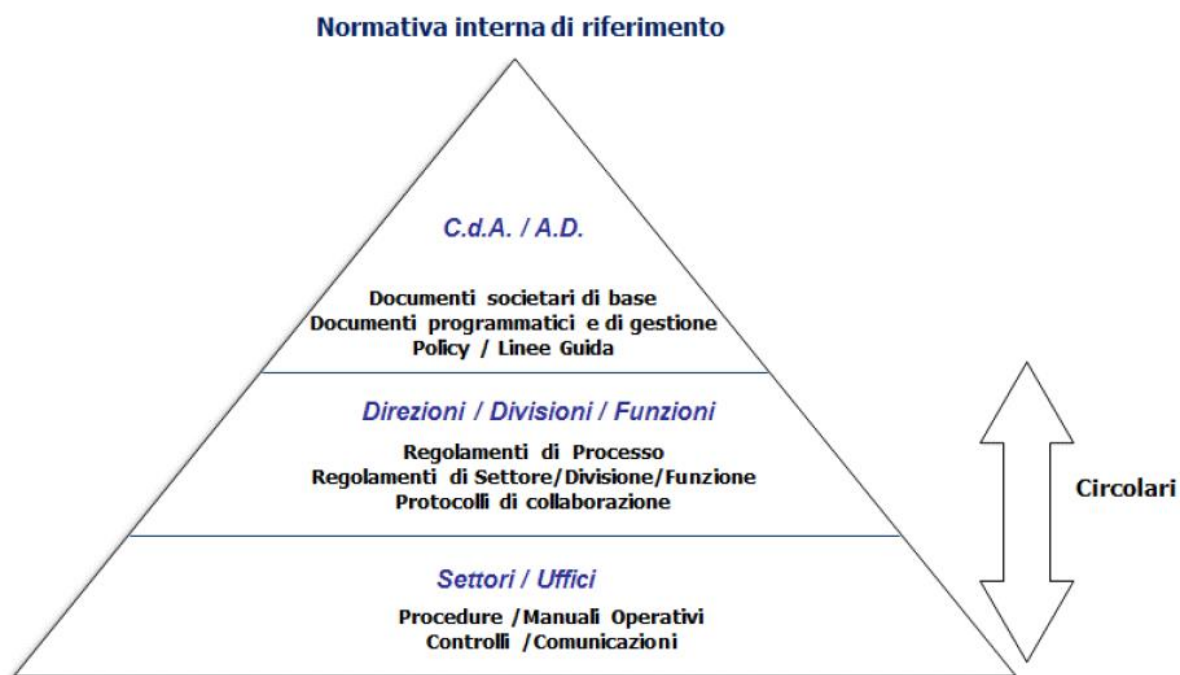 Normativa interna di riferimento
C.d.A. / A.D.
Documenti societari di base
Documenti programmatici e di gestione
Policy / Linee Guida
Direzioni / Divisioni / Funzioni
Regolamenti di Processo
Regolamenti di Settore/Divisione/Funzione
Protocolli di collaborazione
Circolari
Settori / Uffici
Procedure /Manuali Operativi
Controlli /Comunicazioni